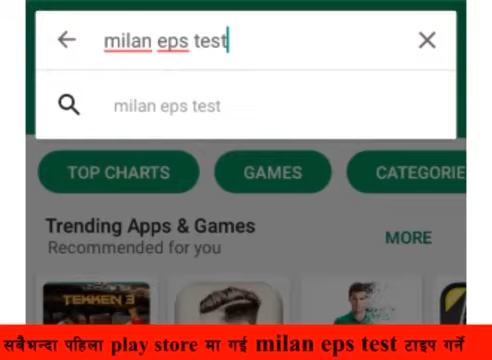 milan eps test
milan eps test
TOP CHARTS
GAMES
CATEGORIE
Trending Apps & Games
Recommended for you
MORE
TEKKEN 3
सबैभन्दा पहिला play store मा गई milan eps test टाइप गर्ने